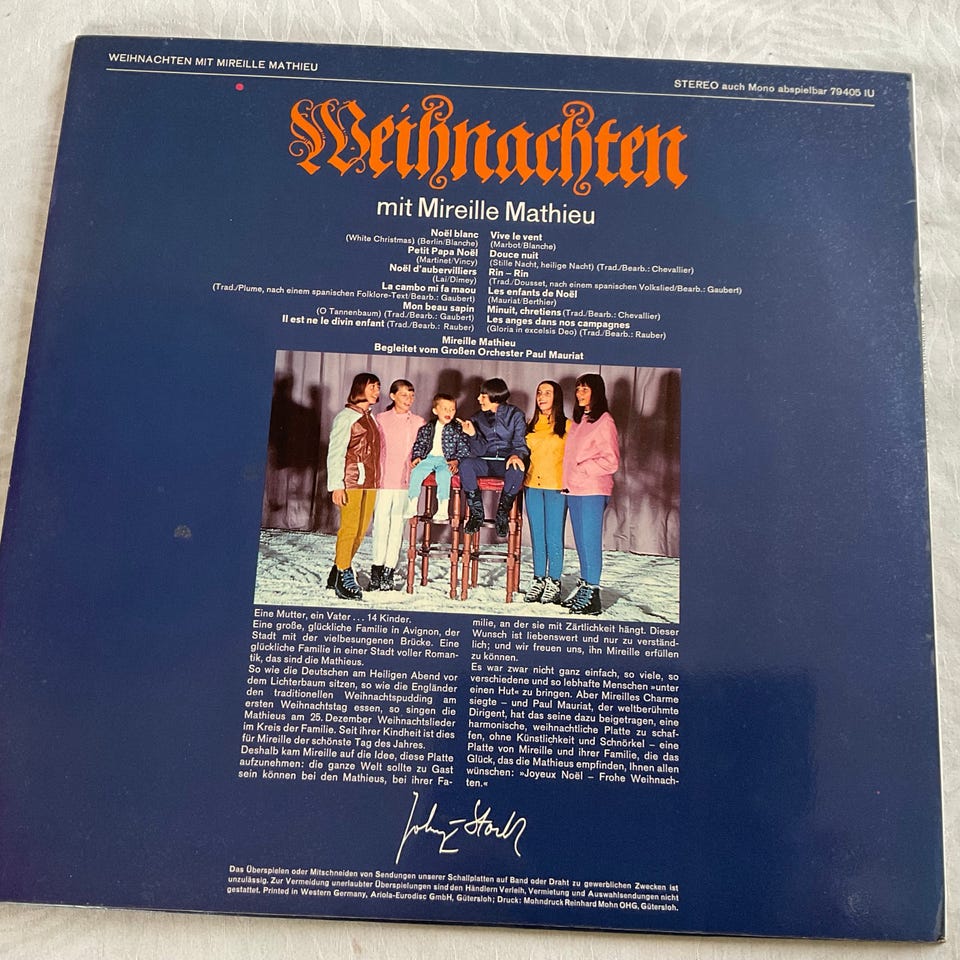 WEIHNACHTEN MIT MIREILLE MATHIEU
STEREO auch Mono abspielbar 79405 IU
Weihnachten
mit Mireille Mathieu
Noël blanc
(White Christmas) (Berlin/Blanche)
Petit Papa Noël
(Martinet/Vincy)
Noël d'aubervilliers
(Lai/Dimey)
La cambo mi fa maou
(Trad./Plume, nach einem spanischen Folklore-Text/Bearb.: Gaubert)
Mon beau sapin
(O Tannenbaum) (Trad./Bearb.: Gaubert)
Il est ne le divin enfant (Trad./Bearb.: Rauber)
Vive le vent
(Marbot/Blanche)
Douce nuit
(Stille Nacht, heilige Nacht) (Trad./Bearb.: Chevallier)
Rin – Rin
(Trad./Dousset, nach einem spanischen Volkslied/Bearb.: Gaubert)
Les enfants de Noël
(Mauriat/Berthier)
Minuit, chretiens (Trad./Bearb.: Chevallier)
Les anges dans nos campagnes
(Gloria in excelsis Deo) (Trad./Bearb.: Rauber)
Mireille Mathieu
Begleitet vom Großen Orchester Paul Mauriat
Eine Mutter, ein Vater . . . 14 Kinder.
Eine große, glückliche Familie in Avignon, der
Stadt mit der vielbesungenen Brücke. Eine
glückliche Familie in einer Stadt voller Roman-
tik, das sind die Mathieus.
So wie die Deutschen am Heiligen Abend vor
dem Lichterbaum sitzen, so wie die Engländer
den traditionellen Weihnachtspudding am
ersten Weihnachtstag essen, so singen die
Mathieus am 25. Dezember Weihnachtslieder
im Kreis der Familie. Seit ihrer Kindheit ist dies
für Mireille der schönste Tag des Jahres.
Deshalb kam Mireille auf die Idee, diese Platte
aufzunehmen: die ganze Welt sollte zu Gast
sein können bei den Mathieus, bei ihrer Fa-
milie, an der sie mit Zärtlichkeit hängt. Dieser
Wunsch ist liebenswert und nur zu verständ-
lich; und wir freuen uns, ihn Mireille erfüllen
zu können.
Es war zwar nicht ganz einfach, so viele, so
verschiedene und so lebhafte Menschen »unter
einen Hut« zu bringen. Aber Mireilles Charme
siegte – und Paul Mauriat, der weltberühmte
Dirigent, hat das seine dazu beigetragen, eine
harmonische, weihnachtliche Platte zu schaf-
fen, ohne Künstlichkeit und Schnörkel – eine
Platte von Mireille und ihrer Familie, die das
Glück, das die Mathieus empfinden, Ihnen allen
wünschen: »Joyeux Noël – Frohe Weihnach-
ten.«
Johnny Stark
Das Überspielen oder Mitschneiden von Sendungen unserer Schallplatten auf Band oder Draht zu gewerblichen Zwecken ist
unzulässig. Zur Vermeidung unerlaubter Überspielungen sind den Händlern Verleih, Vermietung und Auswahlsendungen nicht
gestattet. Printed in Western Germany, Ariola-Eurodisc GmbH, Gütersloh; Druck: Mohndruck Reinhard Mohn OHG, Gütersloh.